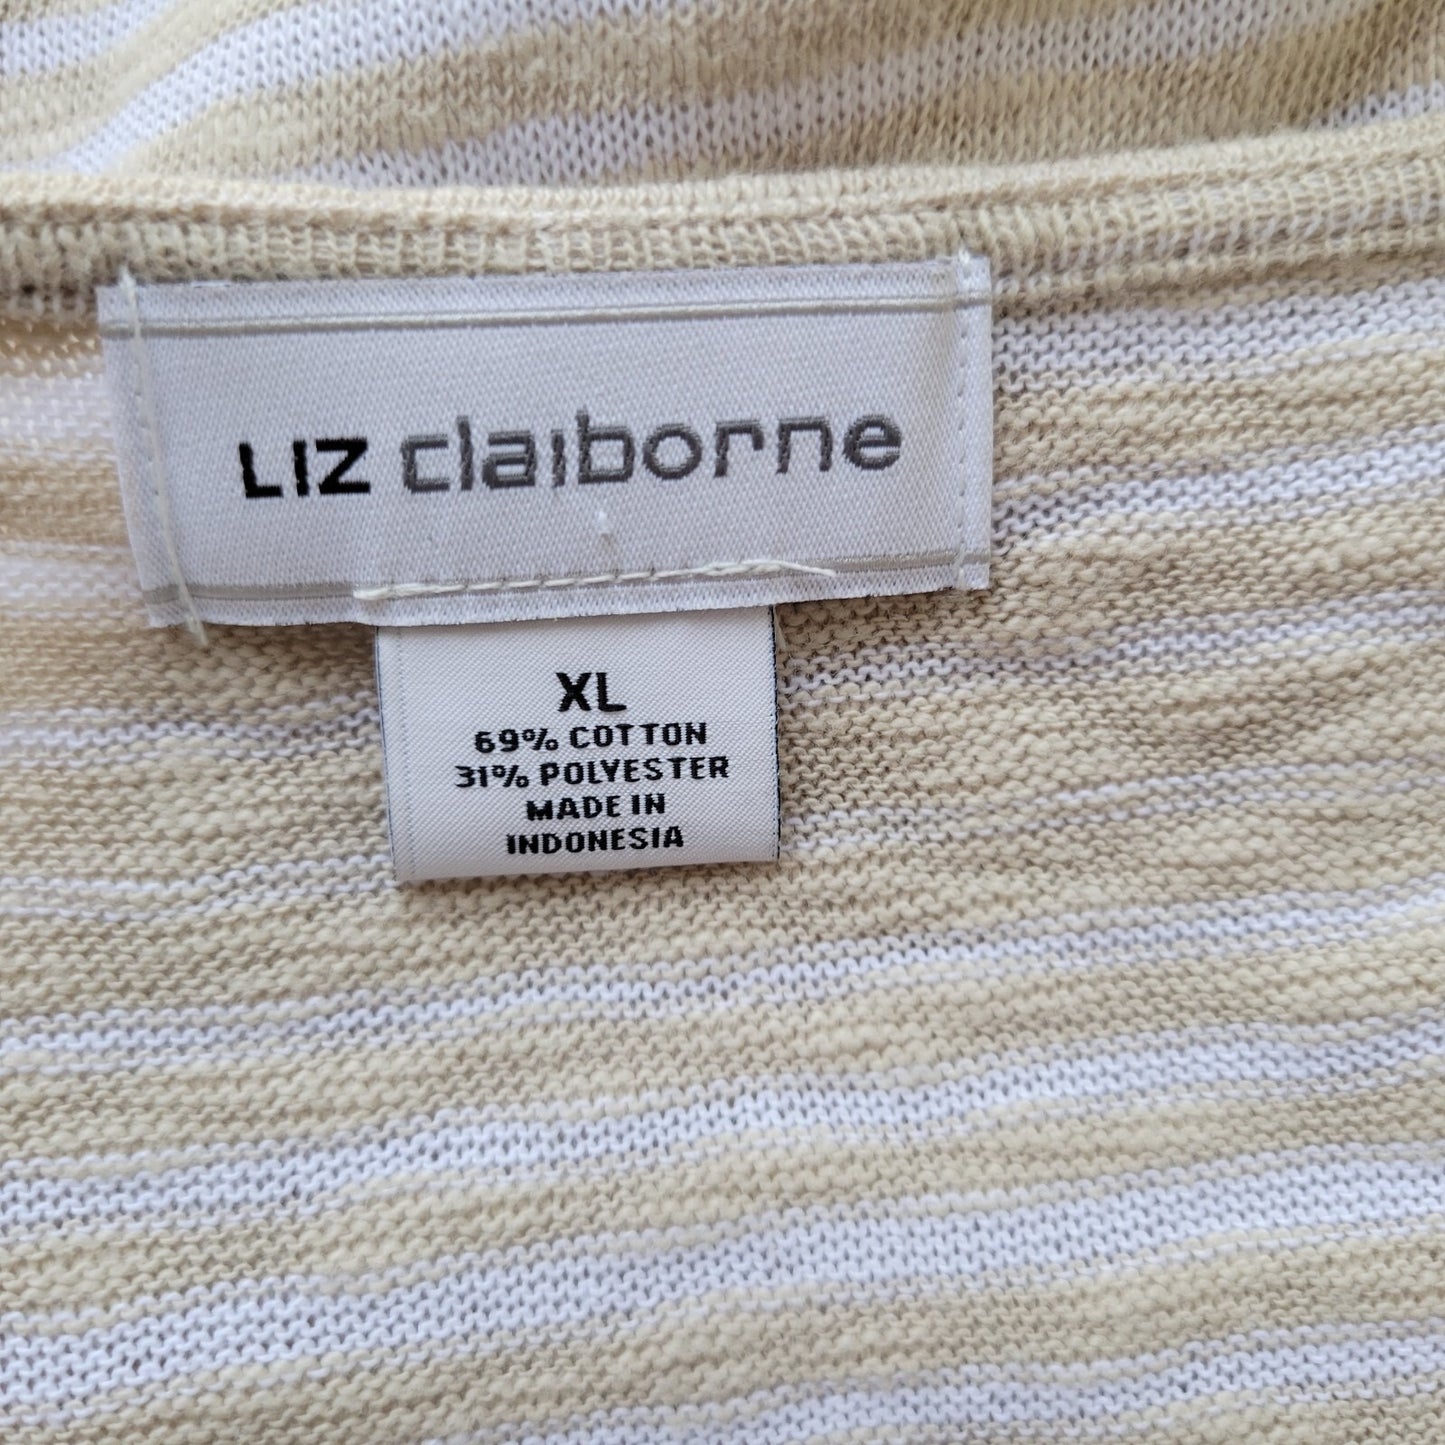 LIZ claiborne
XL
69% COTTON
31% POLYESTER
MADE IN
INDONESIA